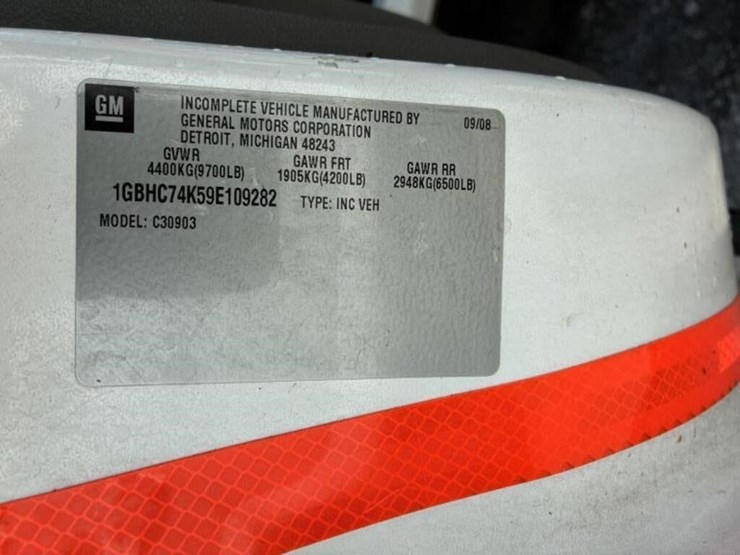 GM
INCOMPLETE VEHICLE MANUFACTURED BY 09/08
GENERAL MOTORS CORPORATION
DETROIT, MICHIGAN 48243
GVWR GAWR FRT GAWR RR
4400KG(9700LB) 1905KG(4200LB) 2948KG(6500LB)
1GBHC74K59E109282 TYPE: INC VEH
MODEL: C30903